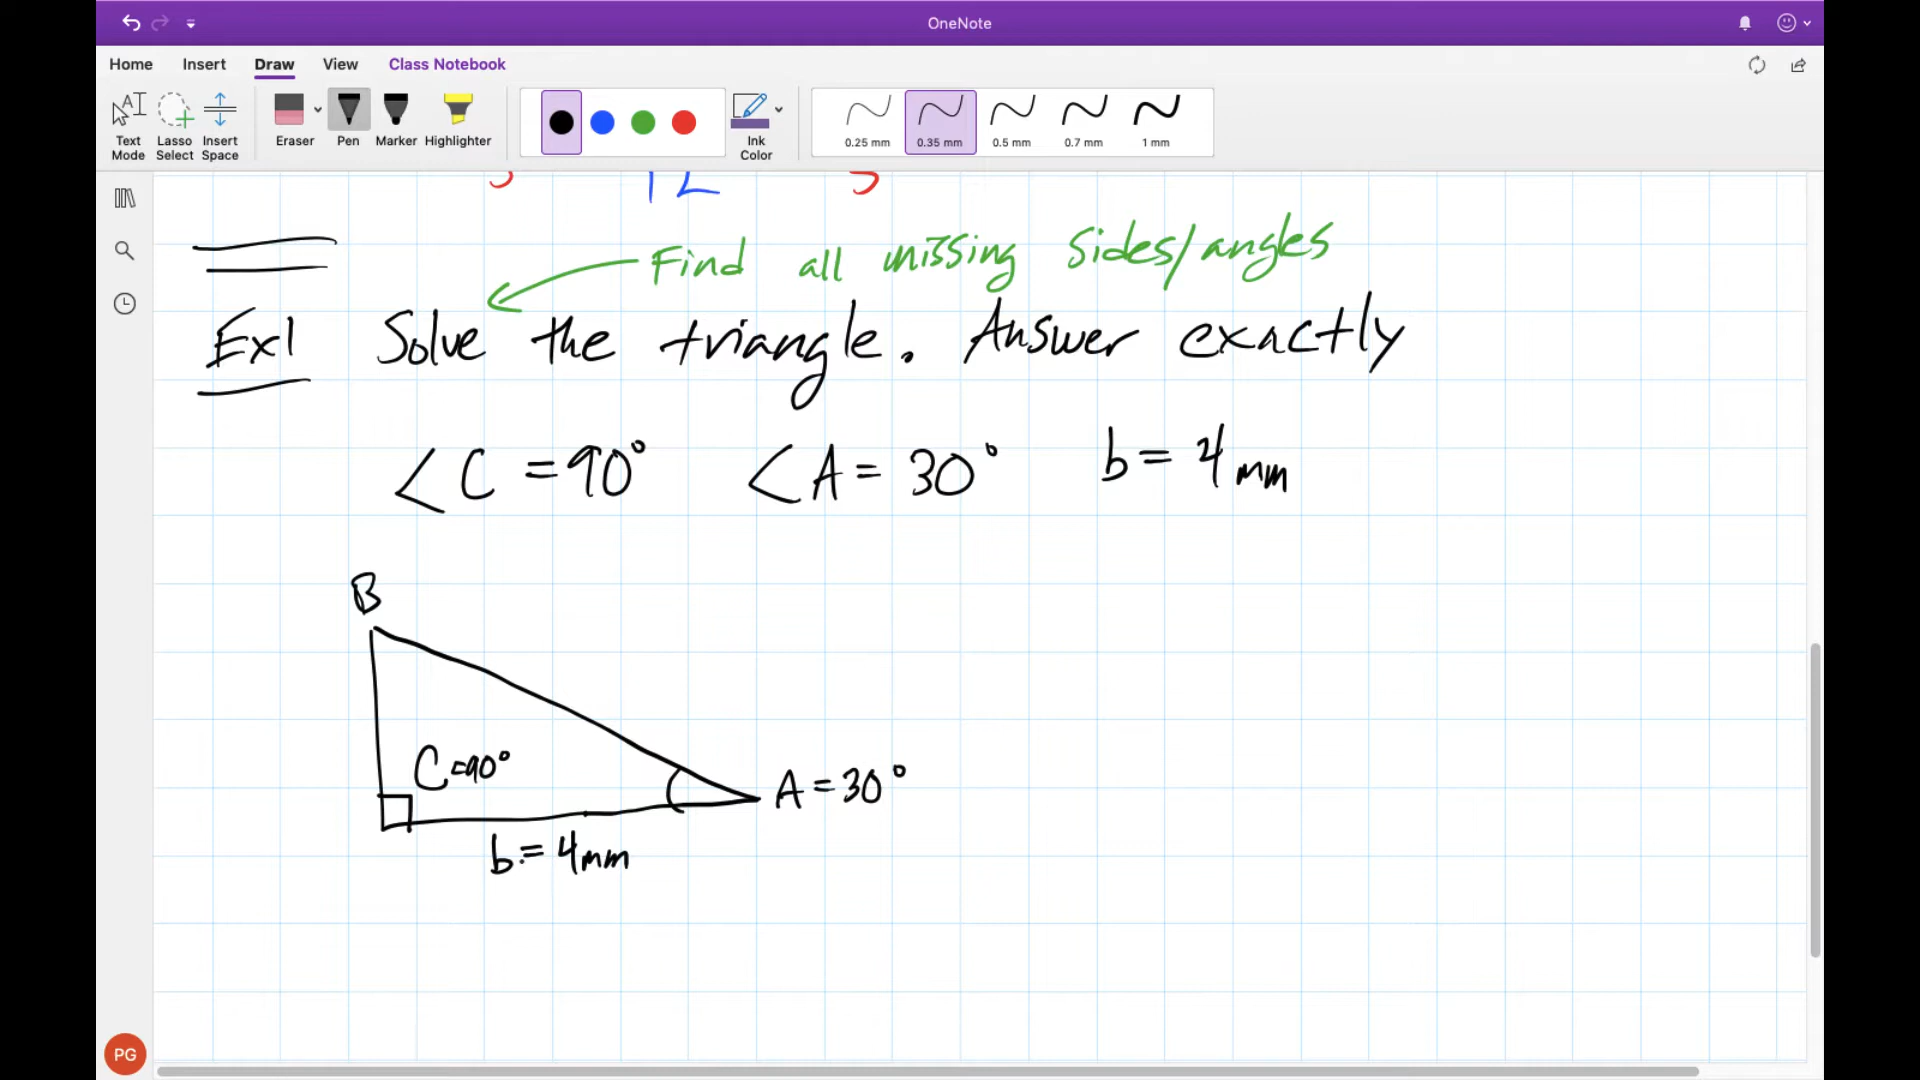 OneNote
Home Insert Draw View Class Notebook
Text Mode
Lasso Select
Insert Space
Eraser
Pen
Marker
Highlighter
Ink Color
0.25 mm
0.35 mm
0.5 mm
0.7 mm
1 mm
Find all missing sides/angles
Ex1 Solve the triangle. Answer exactly
<C = 90° <A = 30° b = 4mm
B
C=90°
A = 30°
b = 4mm
PG